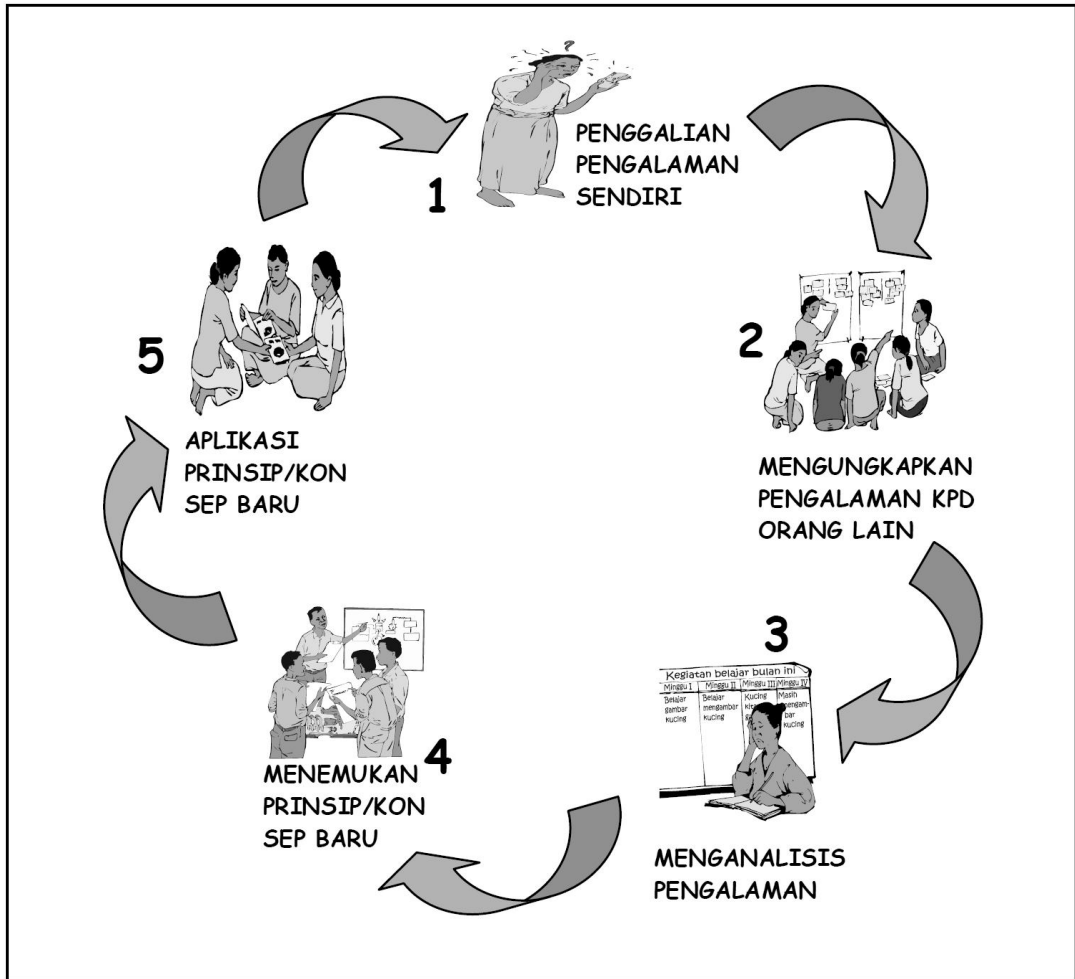 ?
1
PENGGALIAN
PENGALAMAN
SENDIRI
2
MENGUNGKAPKAN
PENGALAMAN KPD
ORANG LAIN
3
Kegiatan belajar bulan ini
Minggu I Minggu II Minggu III Minggu IV
Belajar Belajar Kucing Masih
gambar mengambar
kucing kucing kucing
MENGANALISIS
PENGALAMAN
4
MENEMUKAN
PRINSIP/KON
SEP BARU
5
APLIKASI
PRINSIP/KON
SEP BARU